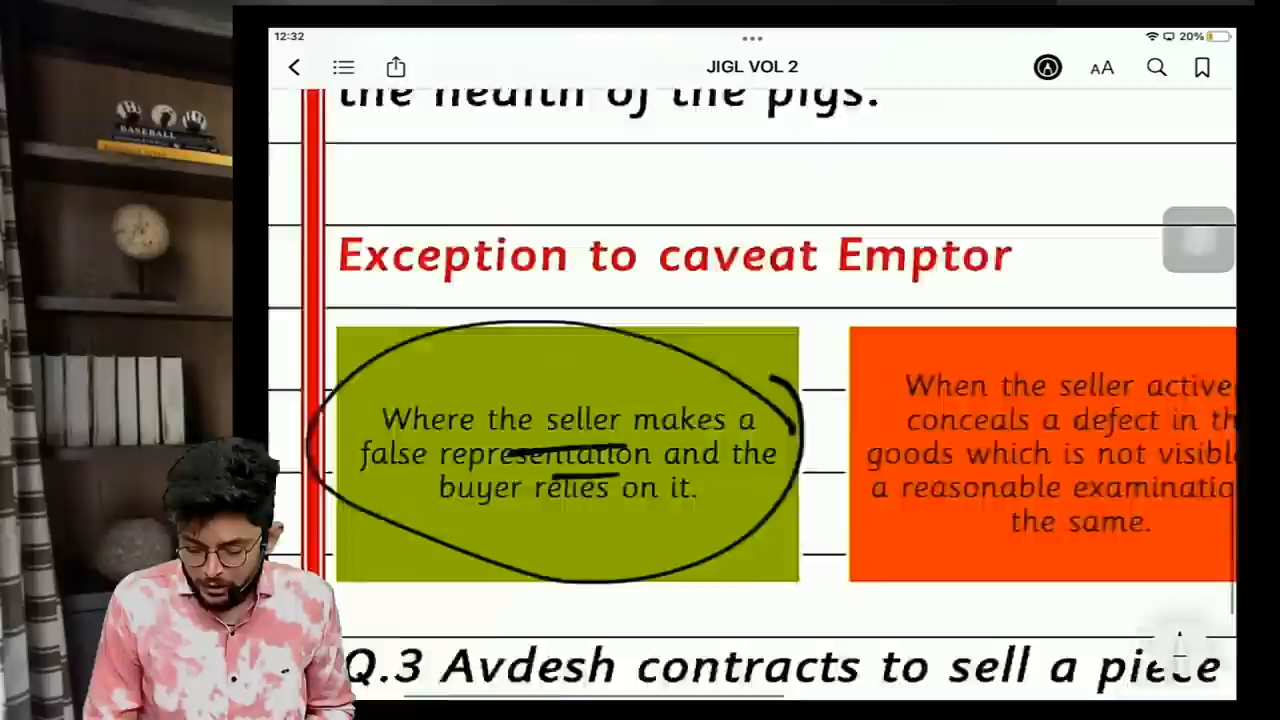 12:32
20%
JIGL VOL 2
AA
the health of the pigs.
Exception to caveat Emptor
Where the seller makes a
false representation and the
buyer relies on it.
When the seller active
conceals a defect in th
goods which is not visibl
a reasonable examinatio
the same.
Q.3 Avdesh contracts to sell a piece
BASEBALL